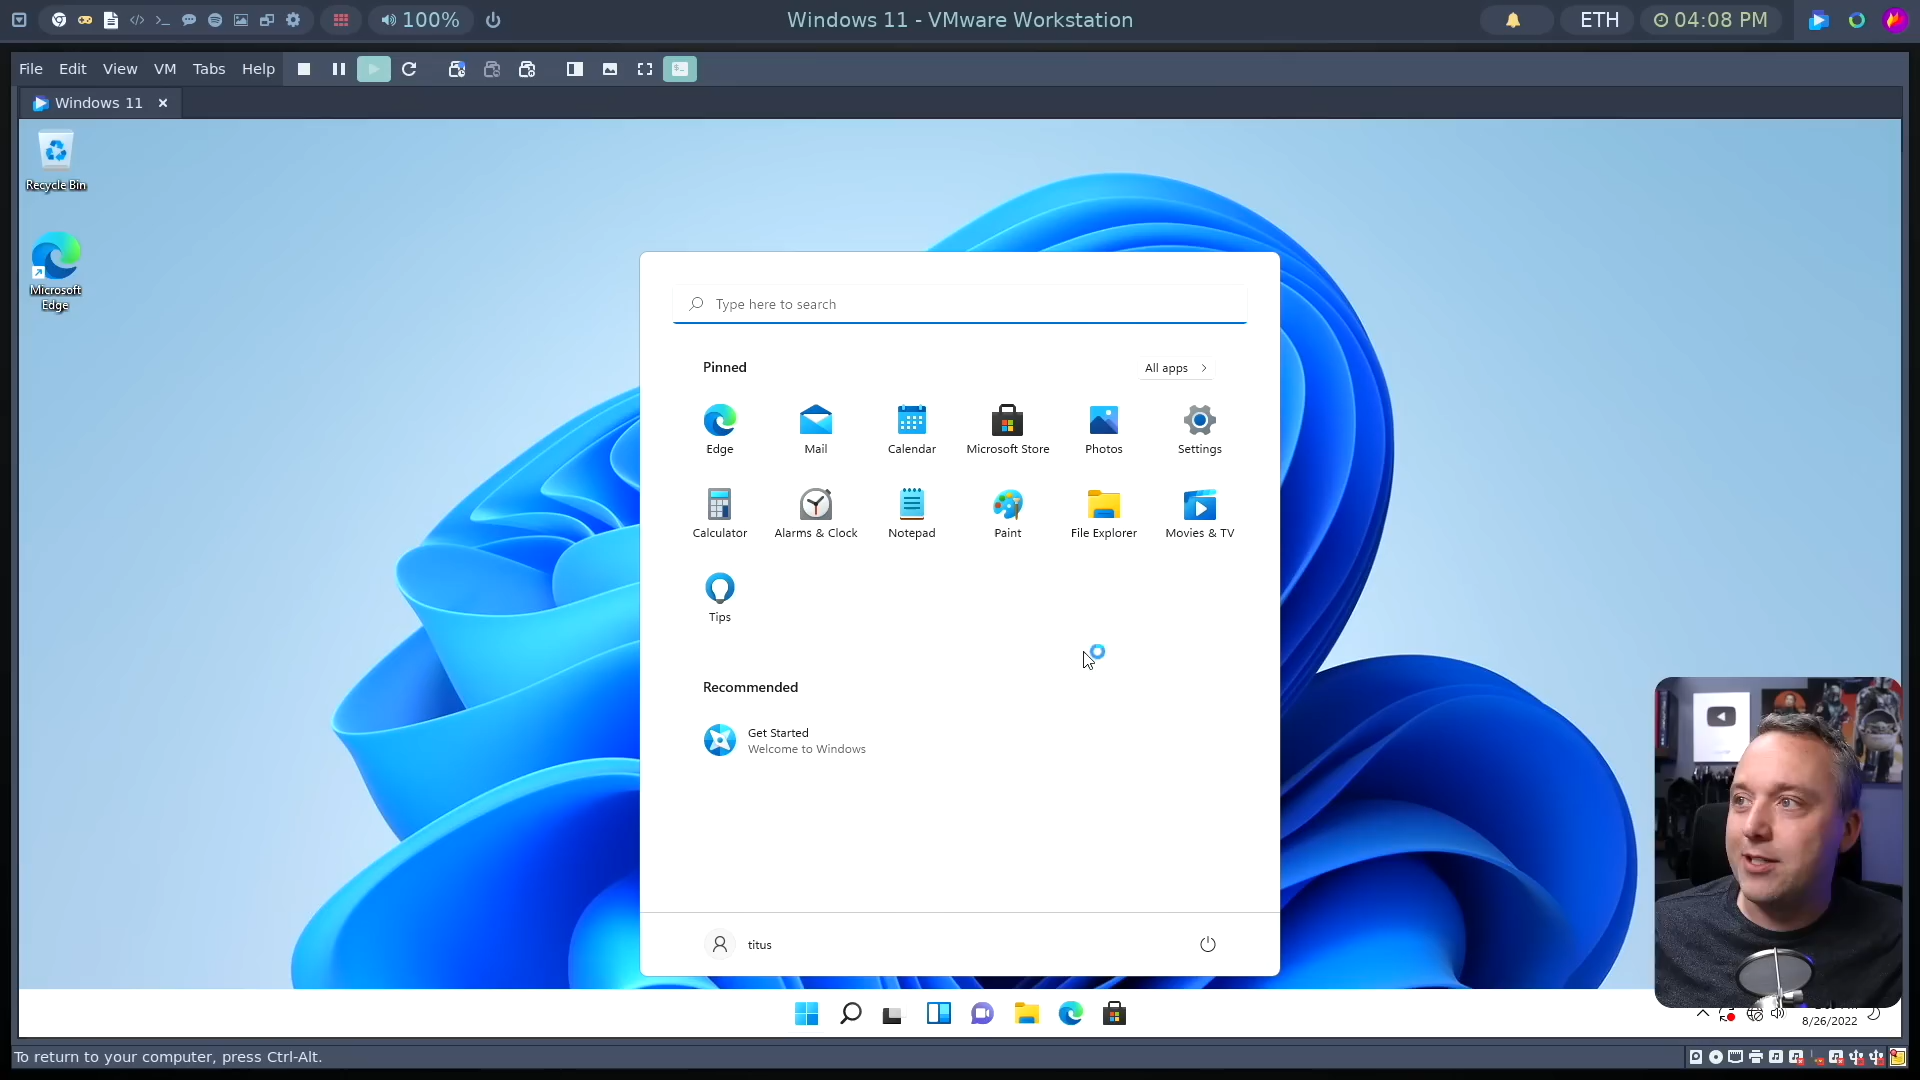 100%
Windows 11 - VMware Workstation
ETH
04:08 PM
File Edit View VM Tabs Help
Windows 11
Recycle Bin
Microsoft
Edge
Type here to search
Pinned
All apps
Edge
Mail
Calendar
Microsoft Store
Photos
Settings
Calculator
Alarms & Clock
Notepad
Paint
File Explorer
Movies & TV
Tips
Recommended
Get Started
Welcome to Windows
titus
8/26/2022
To return to your computer, press Ctrl-Alt.